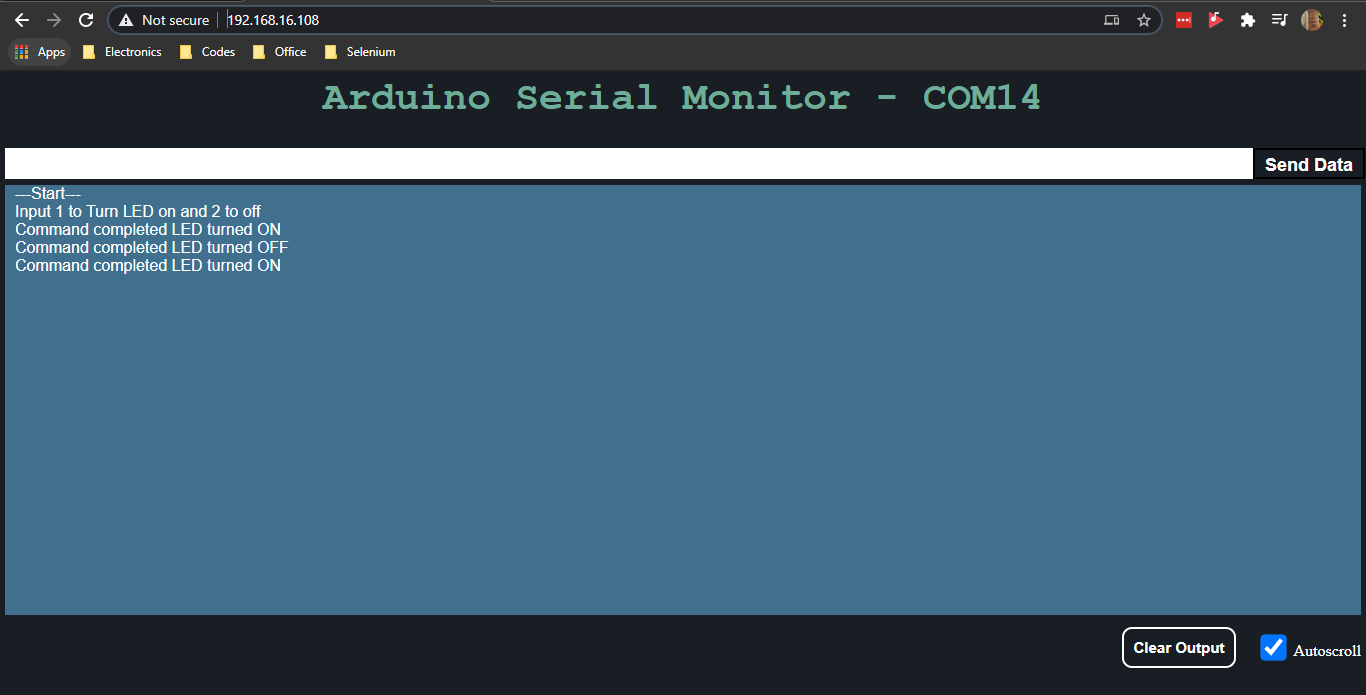 Not secure 192.168.16.108
Apps Electronics Codes Office Selenium
Arduino Serial Monitor - COM14
Send Data
---Start---
Input 1 to Turn LED on and 2 to off
Command completed LED turned ON
Command completed LED turned OFF
Command completed LED turned ON
Clear Output Autoscroll